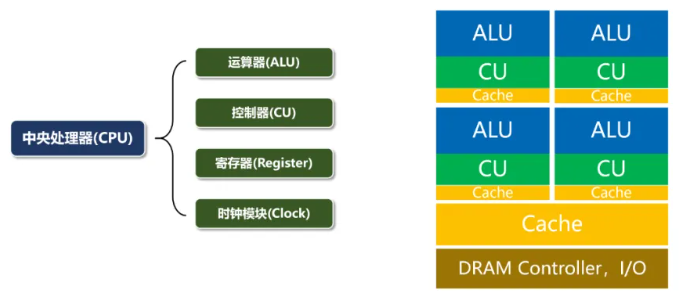 中央处理器(CPU)
运算器(ALU)
控制器(CU)
寄存器(Register)
时钟模块(Clock)
ALU ALU
CU CU
Cache Cache
ALU ALU
CU CU
Cache Cache
Cache
DRAM Controller，I/O